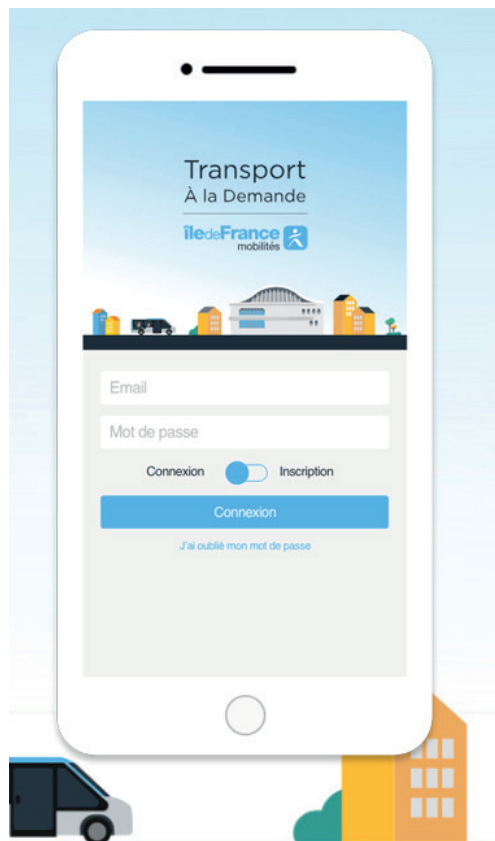 Transport
À la Demande
îledeFrance
mobilités
Email
Mot de passe
Connexion Inscription
Connexion
J'ai oublié mon mot de passe